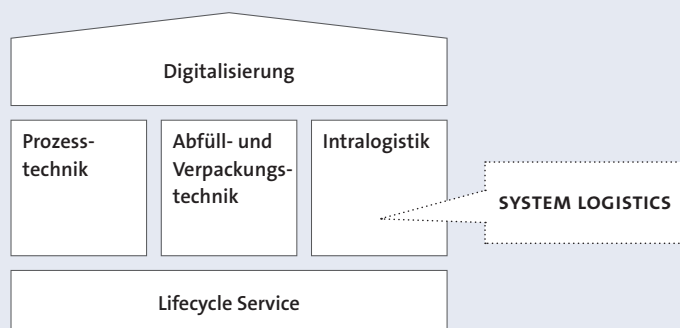 Digitalisierung
Prozess-
technik
Abfüll- und
Verpackungs-
technik
Intralogistik
SYSTEM LOGISTICS
Lifecycle Service